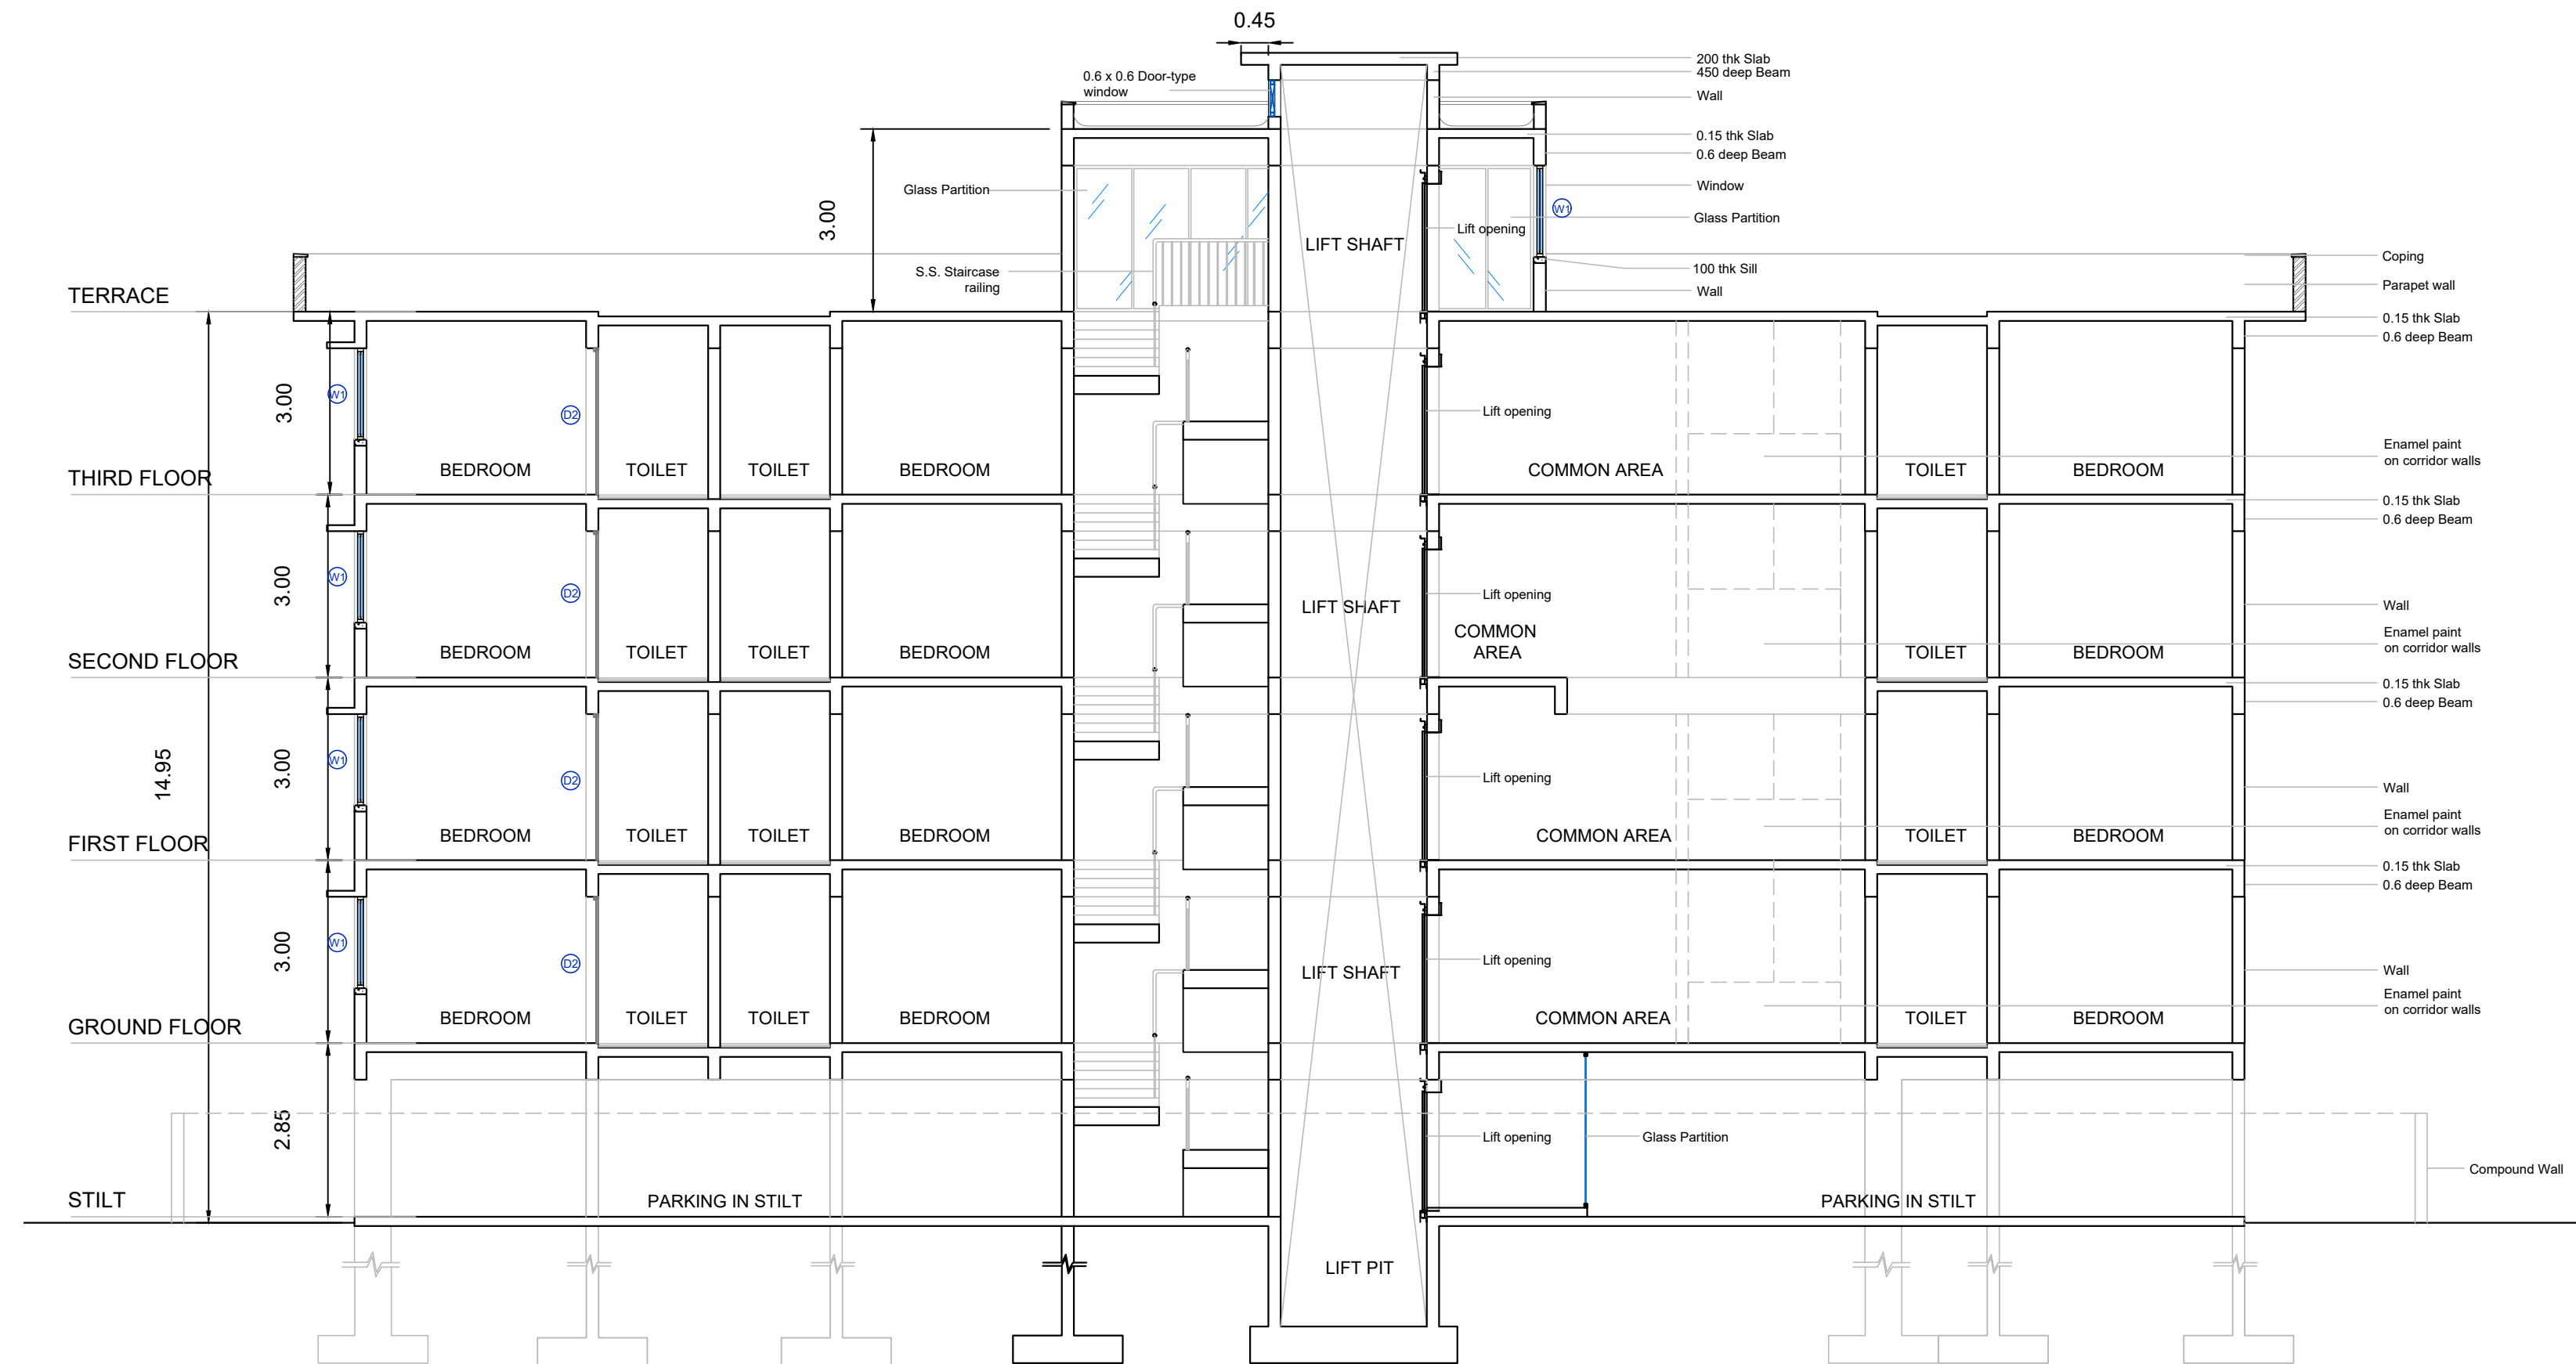 0.45
200 thk Slab
450 deep Beam
0.6 x 0.6 Door-type
window
Wall
0.15 thk Slab
0.6 deep Beam
Glass Partition
Window
W1
3.00
Glass Partition
Lift opening
LIFT SHAFT
S.S. Staircase
railing
100 thk Sill
Wall
Coping
Parapet wall
TERRACE
0.15 thk Slab
0.6 deep Beam
3.00
W1
D2
Lift opening
Enamel paint
on corridor walls
BEDROOM
TOILET
TOILET
BEDROOM
COMMON AREA
TOILET
BEDROOM
THIRD FLOOR
0.15 thk Slab
0.6 deep Beam
3.00
W1
D2
LIFT SHAFT
Lift opening
Wall
COMMON
AREA
Enamel paint
on corridor walls
BEDROOM
TOILET
TOILET
BEDROOM
TOILET
BEDROOM
SECOND FLOOR
0.15 thk Slab
0.6 deep Beam
14.95
3.00
W1
D2
Lift opening
Wall
Enamel paint
on corridor walls
BEDROOM
TOILET
TOILET
BEDROOM
COMMON AREA
TOILET
BEDROOM
FIRST FLOOR
0.15 thk Slab
0.6 deep Beam
3.00
W1
D2
LIFT SHAFT
Lift opening
Wall
Enamel paint
on corridor walls
BEDROOM
TOILET
TOILET
BEDROOM
COMMON AREA
TOILET
BEDROOM
GROUND FLOOR
2.85
Lift opening
Glass Partition
Compound Wall
STILT
PARKING IN STILT
PARKING IN STILT
LIFT PIT